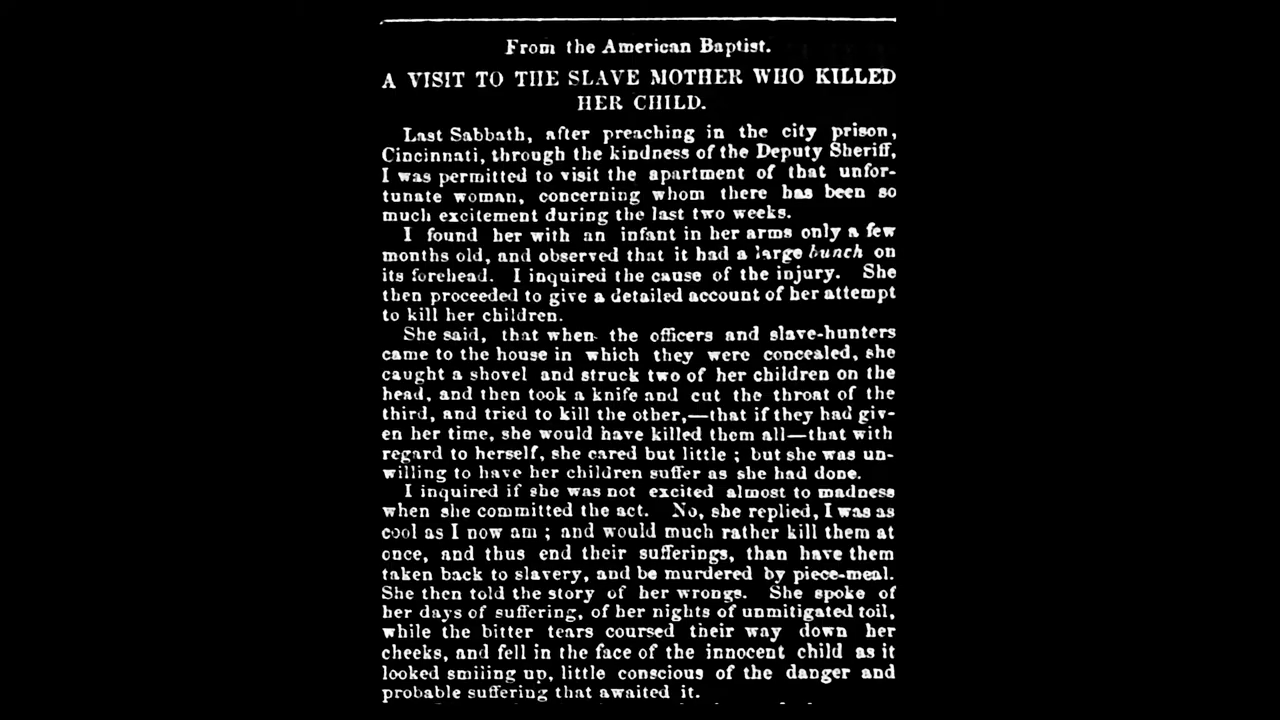 From the American Baptist.
A VISIT TO THE SLAVE MOTHER WHO KILLED
HER CHILD.
Last Sabbath, after preaching in the city prison,
Cincinnati, through the kindness of the Deputy Sheriff,
I was permitted to visit the apartment of that unfor-
tunate woman, concerning whom there has been so
much excitement during the last two weeks.
I found her with an infant in her arms only a few
months old, and observed that it had a large bunch on
its forehead. I inquired the cause of the injury. She
then proceeded to give a detailed account of her attempt
to kill her children.
She said, that when the officers and slave-hunters
came to the house in which they were concealed, she
caught a shovel and struck two of her children on the
head, and then took a knife and cut the throat of the
third, and tried to kill the other,—that if they had giv-
en her time, she would have killed them all—that with
regard to herself, she cared but little; but she was un-
willing to have her children suffer as she had done.
I inquired if she was not excited almost to madness
when she committed the act. No, she replied, I was as
cool as I now am; and would much rather kill them at
once, and thus end their sufferings, than have them
taken back to slavery, and be murdered by piece-meal.
She then told the story of her wrongs. She spoke of
her days of suffering, of her nights of unmitigated toil,
while the bitter tears coursed their way down her
cheeks, and fell in the face of the innocent child as it
looked smiling up, little conscious of the danger and
probable suffering that awaited it.